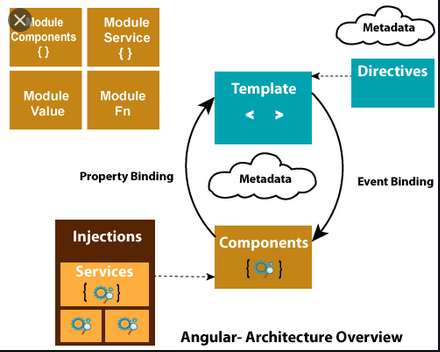 Module
Components
{ }
Module
Service
{ }
Module
Value
Module
Fn
Metadata
Directives
Template
< >
Property Binding
Metadata
Event Binding
Injections
Services
{ }
Components
{ }
Angular- Architecture Overview